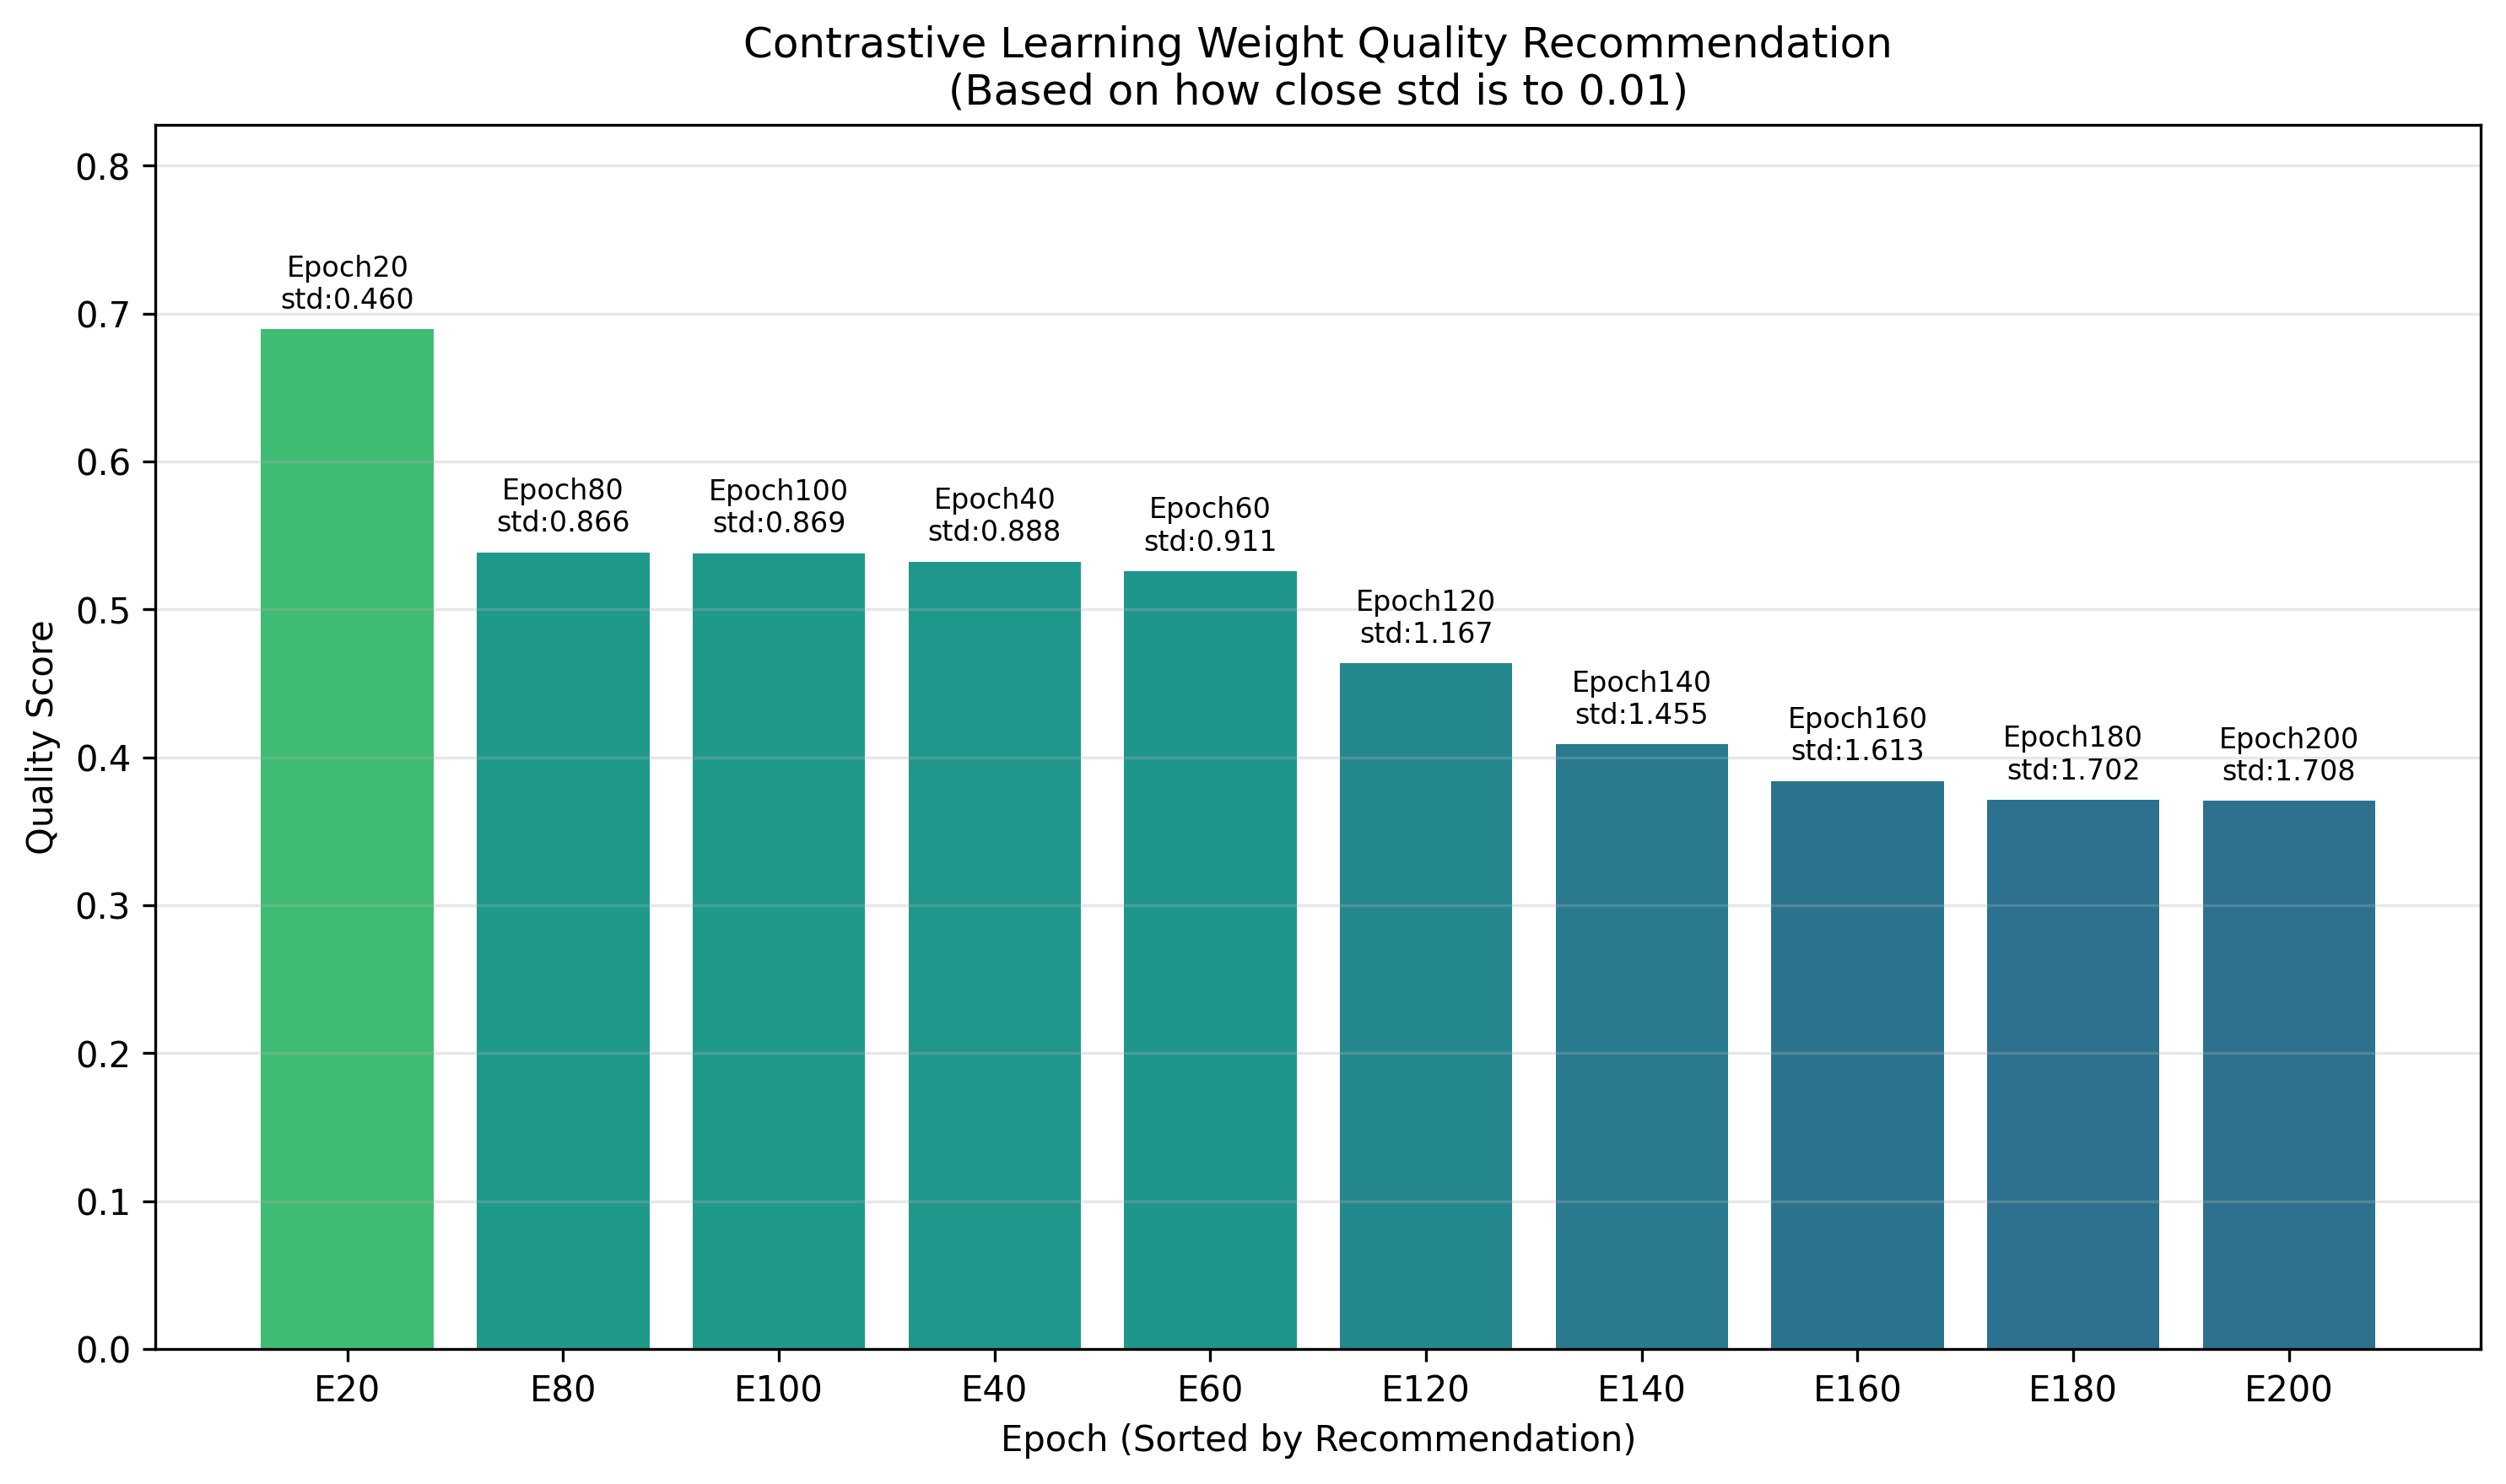 Contrastive Learning Weight Quality Recommendation
(Based on how close std is to 0.01)
Quality Score
0.8
0.7
0.6
0.5
0.4
0.3
0.2
0.1
0.0
Epoch20
std:0.460
Epoch80
std:0.866
Epoch100
std:0.869
Epoch40
std:0.888
Epoch60
std:0.911
Epoch120
std:1.167
Epoch140
std:1.455
Epoch160
std:1.613
Epoch180
std:1.702
Epoch200
std:1.708
E20 E80 E100 E40 E60 E120 E140 E160 E180 E200
Epoch (Sorted by Recommendation)